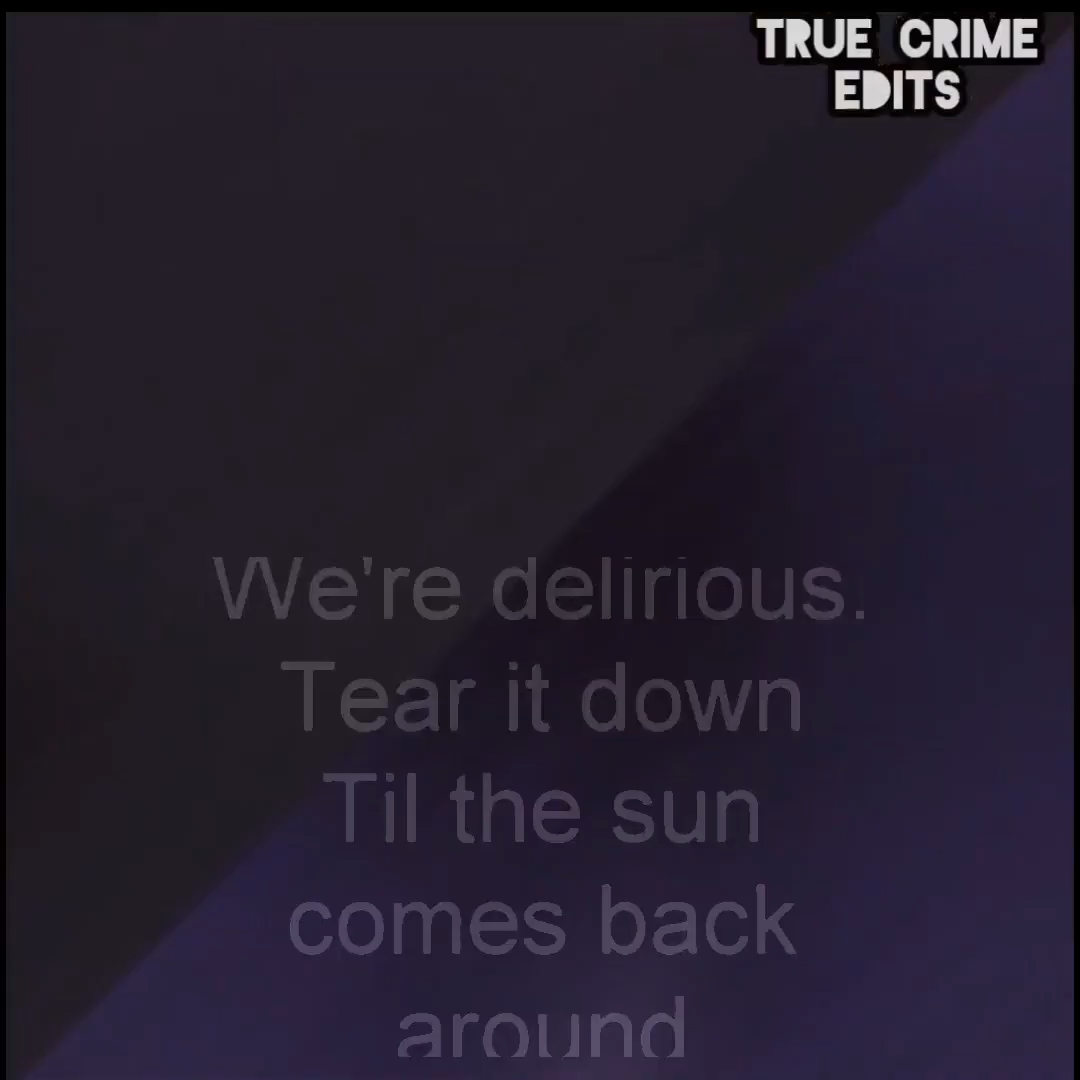 TRUE CRIME
EDITS
We're delirious.
Tear it down
Til the sun
comes back
around